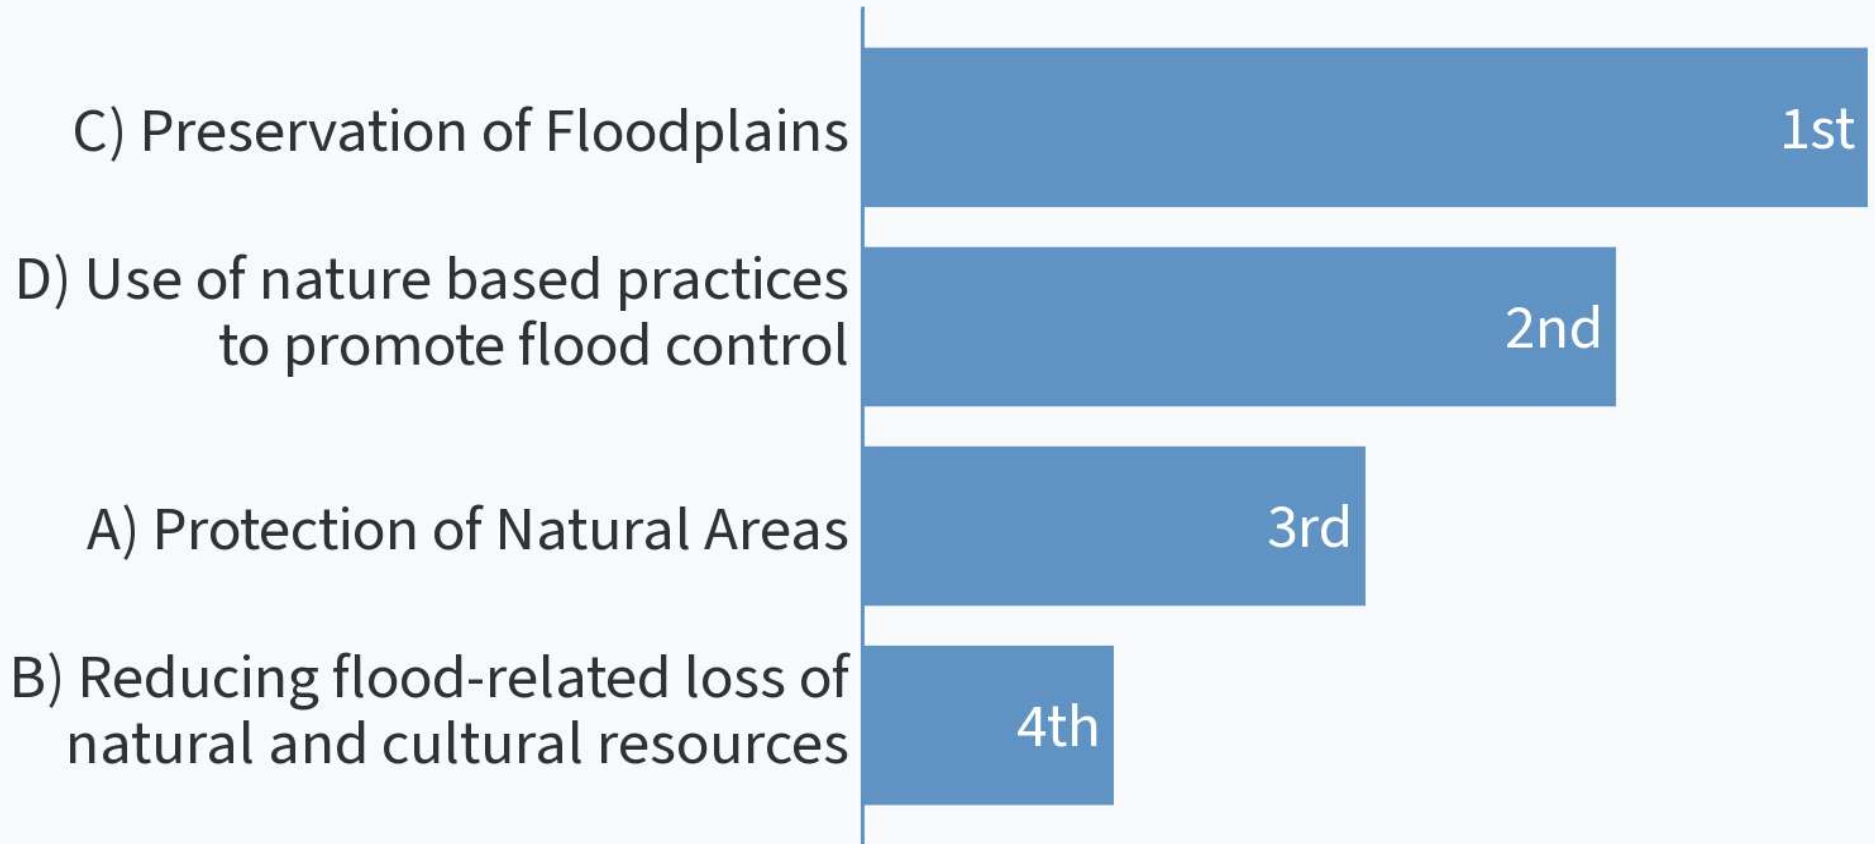 C) Preservation of Floodplains
1st
D) Use of nature based practices
to promote flood control
2nd
A) Protection of Natural Areas
3rd
B) Reducing flood-related loss of
natural and cultural resources
4th